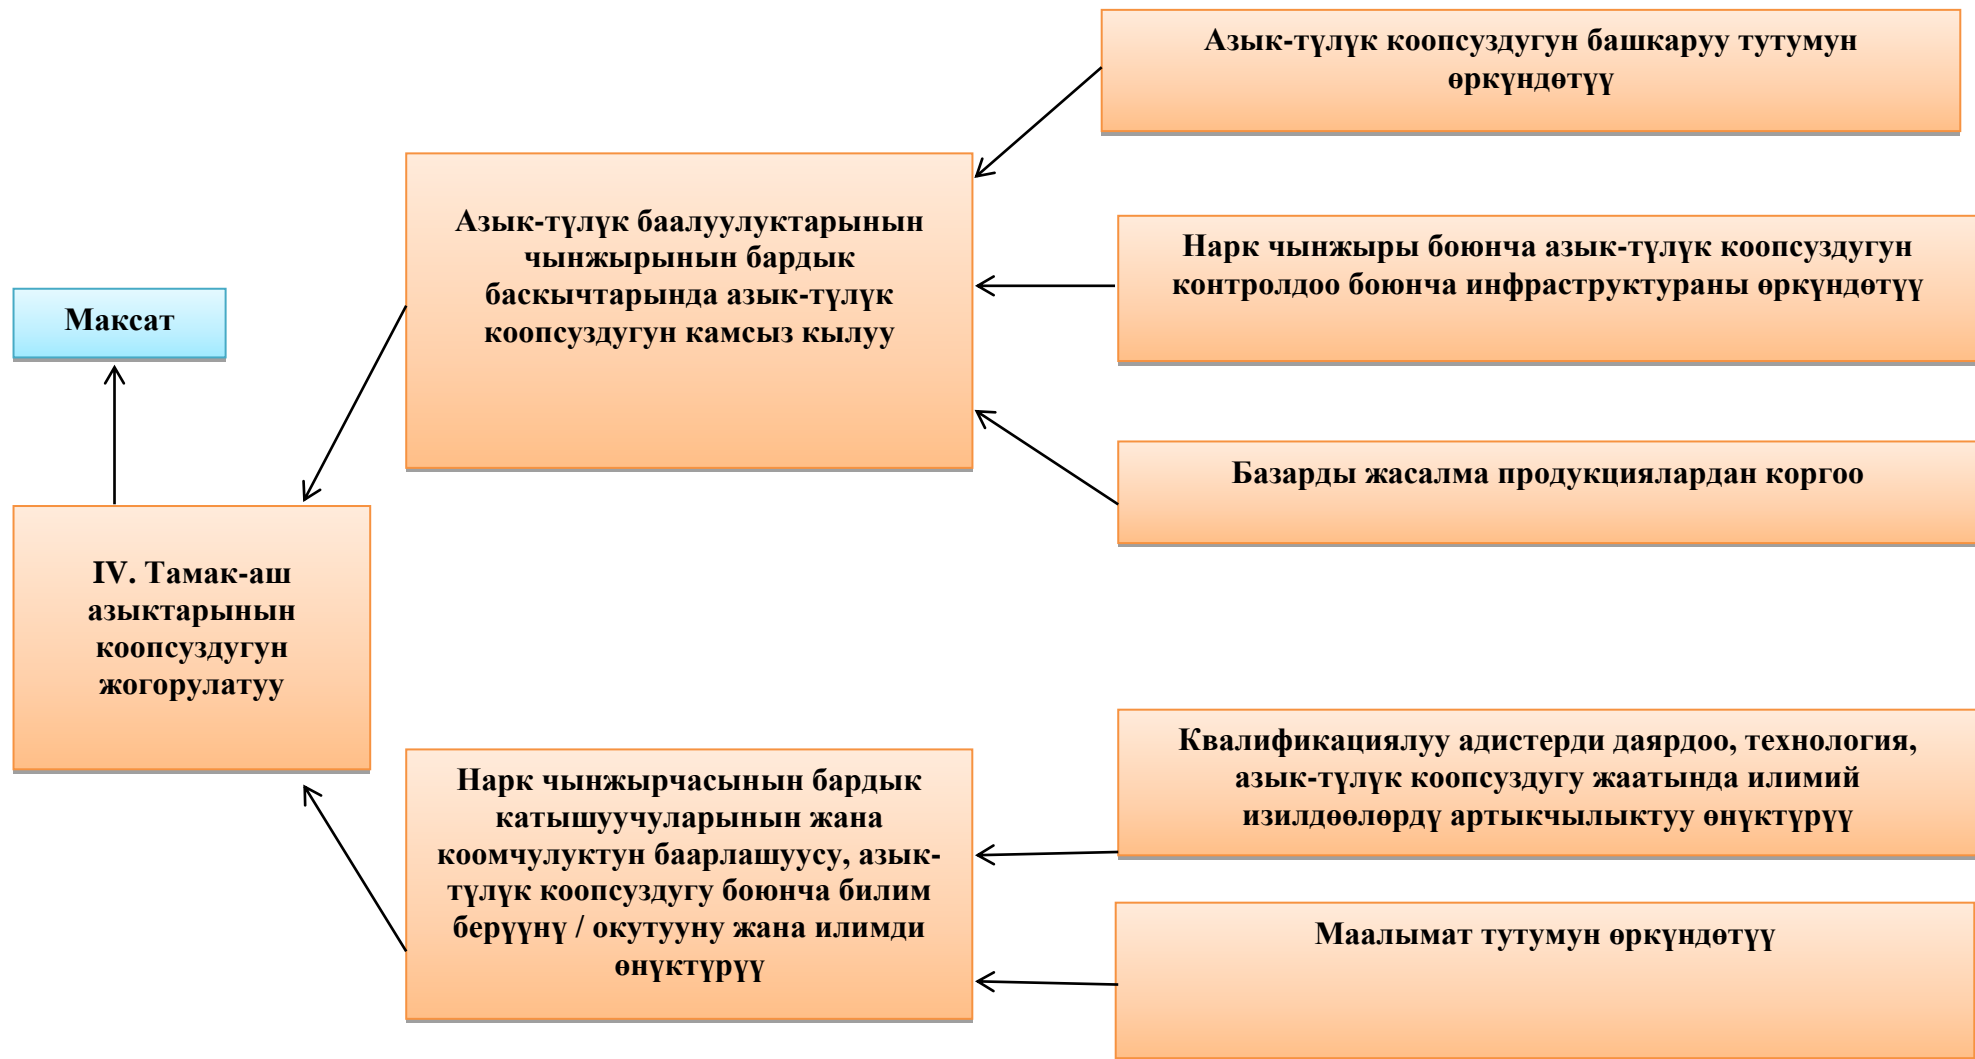 Азык-түлүк коопсуздугун башкаруу тутумун
өркүндөтүү
Азык-түлүк баалуулуктарынын
чынжырынын бардык
баскычтарында азык-түлүк
коопсуздугун камсыз кылуу
Нарк чынжыры боюнча азык-түлүк коопсуздугун
контролдоо боюнча инфраструктураны өркүндөтүү
Максат
Базарды жасалма продукциялардан коргоо
IV. Тамак-аш
азыктарынын
коопсуздугун
жогорулатуу
Квалификациялуу адистерди даярдоо, технология,
азык-түлүк коопсуздугу жаатында илимий
изилдөөлөрдү артыкчылыктуу өнүктүрүү
Нарк чынжырчасынын бардык
катышуучуларынын жана
коомчулуктун баарлашуусу, азык-
түлүк коопсуздугу боюнча билим
берүүнү / окутууну жана илимди
өнүктүрүү
Маалымат тутумун өркүндөтүү